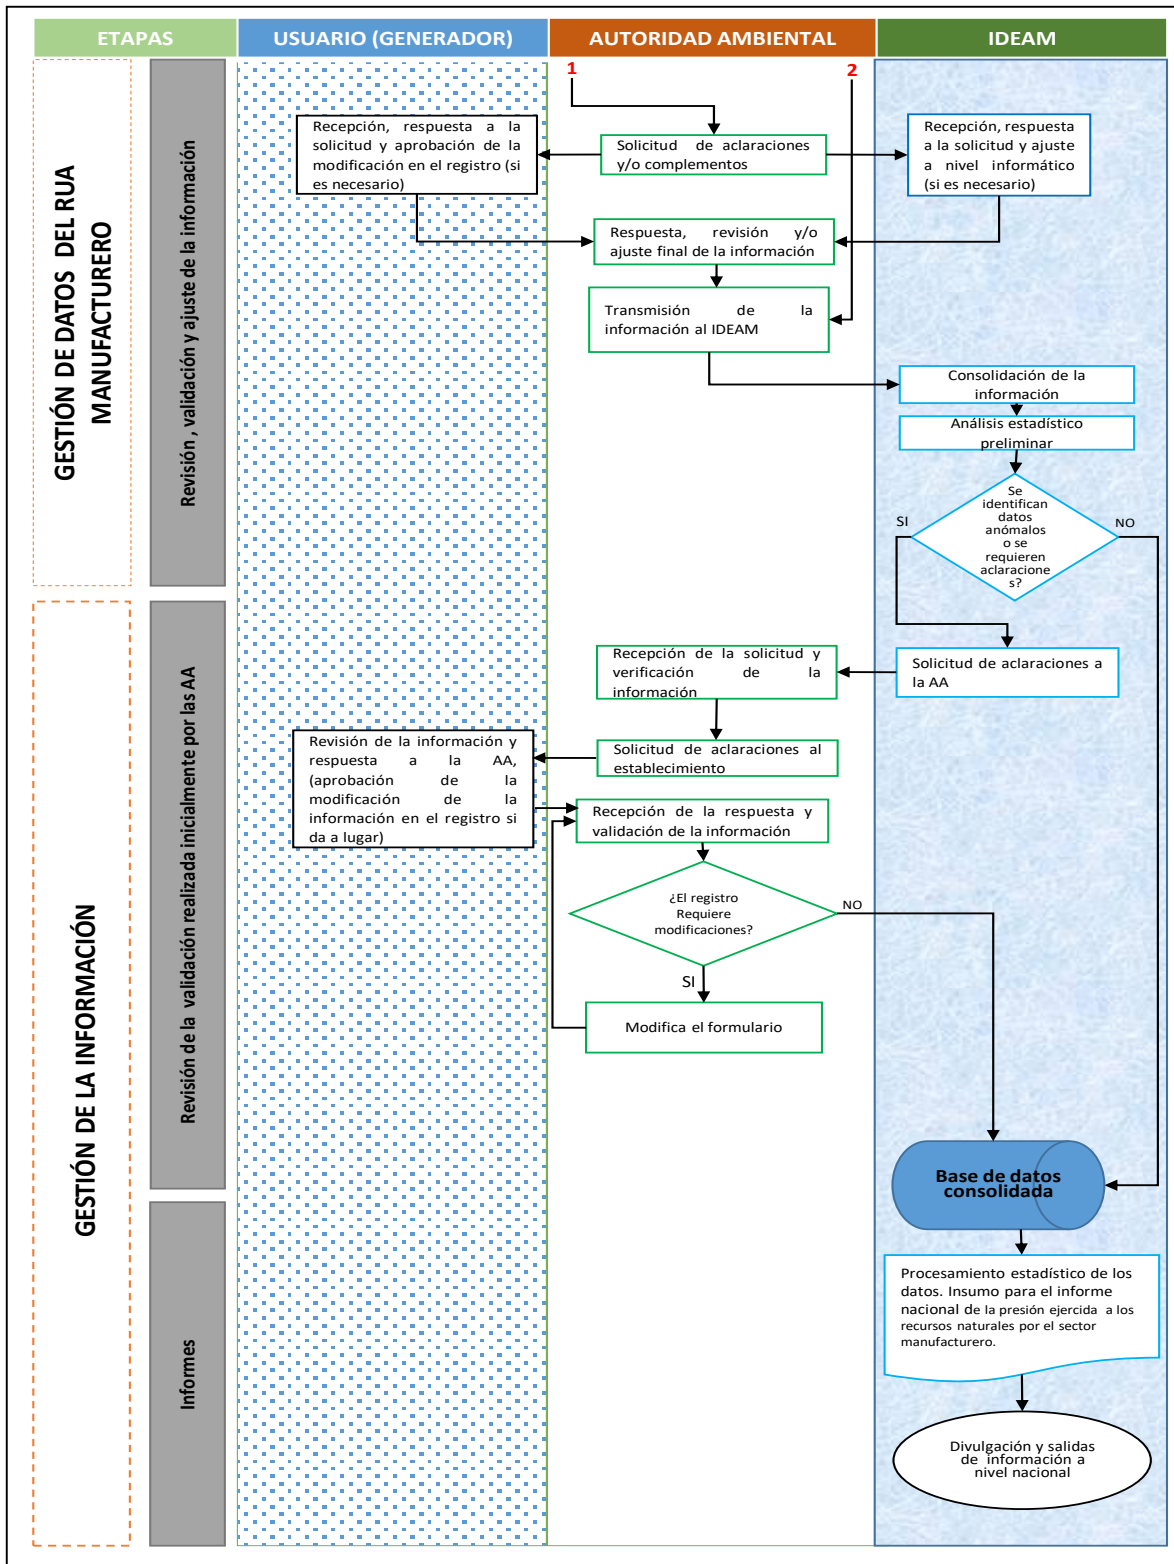 ETAPAS
USUARIO (GENERADOR)
AUTORIDAD AMBIENTAL
IDEAM
GESTIÓN DE DATOS DEL RUA
MANUFACTURERO
Revisión , validación y ajuste de la información
1
2
Recepción, respuesta a la
solicitud y aprobación de la
modificación en el registro (si
es necesario)
Solicitud de aclaraciones
y/o complementos
Recepción, respuesta
a la solicitud y ajuste
a nivel informático
(si es necesario)
Respuesta, revisión y/o
ajuste final de la información
Transmisión de la
información al IDEAM
Consolidación de la
información
Análisis estadístico
preliminar
Se
identifican
datos
anómalos
o se
requieren
aclaracione
s?
SI
NO
GESTIÓN DE LA INFORMACIÓN
Revisión de la validación realizada inicialmente por las AA
Solicitud de aclaraciones a
la AA
Recepción de la solicitud y
verificación de la
información
Solicitud de aclaraciones al
establecimiento
Revisión de la información y
respuesta a la AA,
(aprobación de la
modificación de la
información en el registro si
da a lugar)
Recepción de la respuesta y
validación de la información
¿El registro
Requiere
modificaciones?
NO
SI
Modifica el formulario
Base de datos
consolidada
Informes
Procesamiento estadístico de los
datos. Insumo para el informe
nacional de la presión ejercida a los
recursos naturales por el sector
manufacturero.
Divulgación y salidas
de información a
nivel nacional